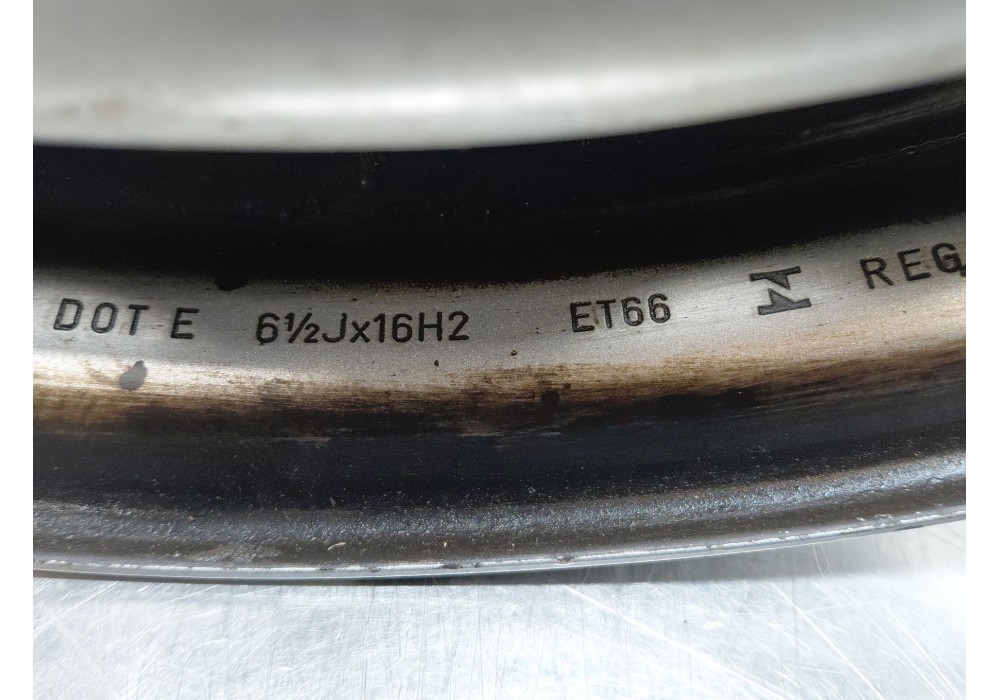 DOT E 6½Jx16H2 ET66 REG.